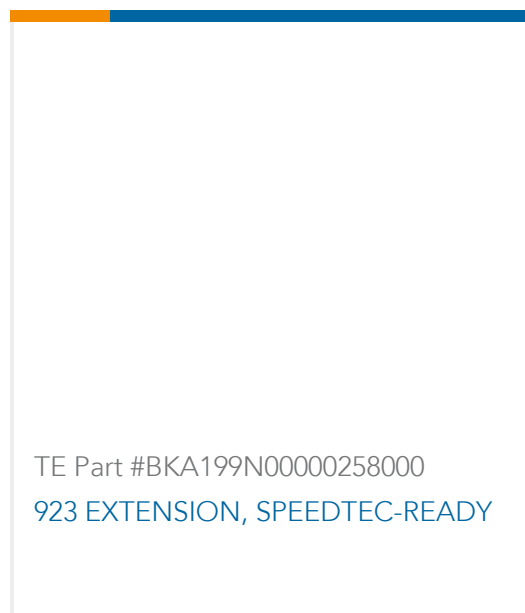 TE Part #BKA199N00000258000
923 EXTENSION, SPEEDTEC-READY